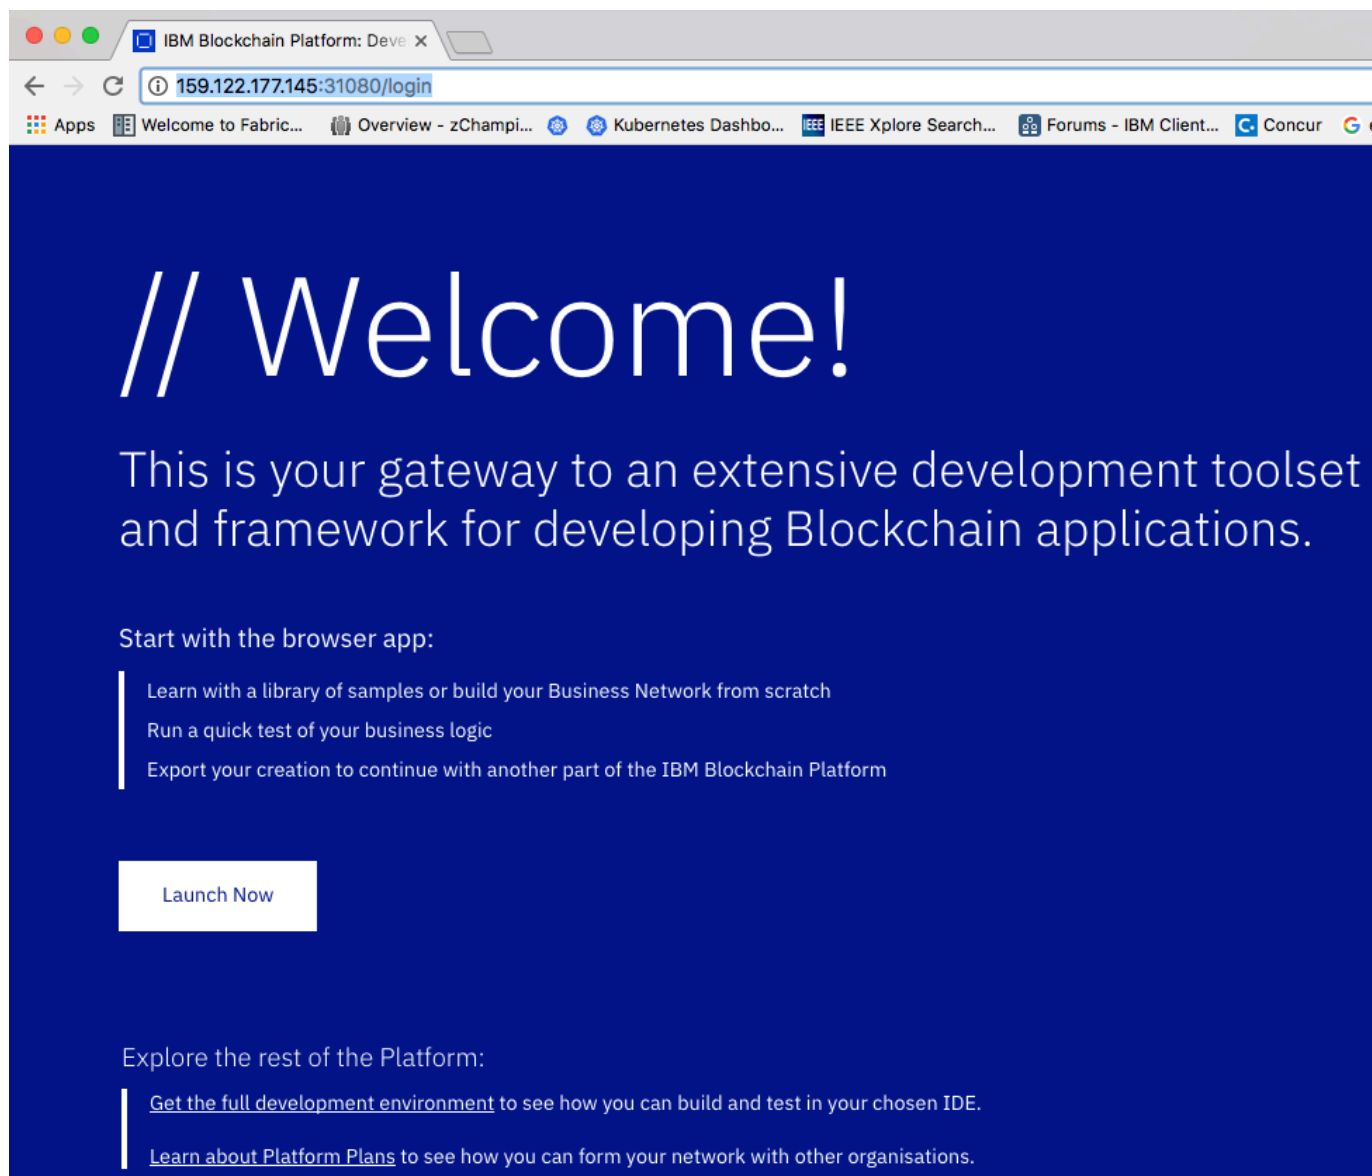 IBM Blockchain Platform: Deve
159.122.177.145:31080/login
Apps Welcome to Fabric... Overview - zChampi... Kubernetes Dashbo... IEEE IEEE Xplore Search... Forums - IBM Client... C. Concur G
// Welcome!
This is your gateway to an extensive development toolset
and framework for developing Blockchain applications.
Start with the browser app:
Learn with a library of samples or build your Business Network from scratch
Run a quick test of your business logic
Export your creation to continue with another part of the IBM Blockchain Platform
Launch Now
Explore the rest of the Platform:
Get the full development environment to see how you can build and test in your chosen IDE.
Learn about Platform Plans to see how you can form your network with other organisations.